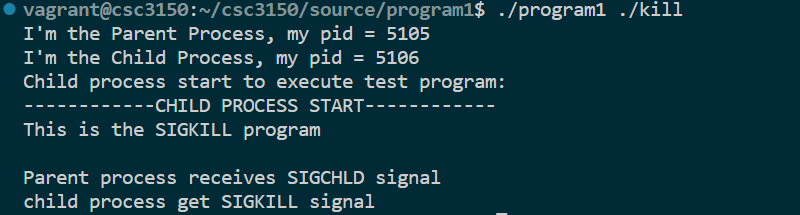 vagrant@csc3150:~/csc3150/source/program1$ ./program1 ./kill
I'm the Parent Process, my pid = 5105
I'm the Child Process, my pid = 5106
Child process start to execute test program:
------------CHILD PROCESS START------------
This is the SIGKILL program
Parent process receives SIGCHLD signal
child process get SIGKILL signal